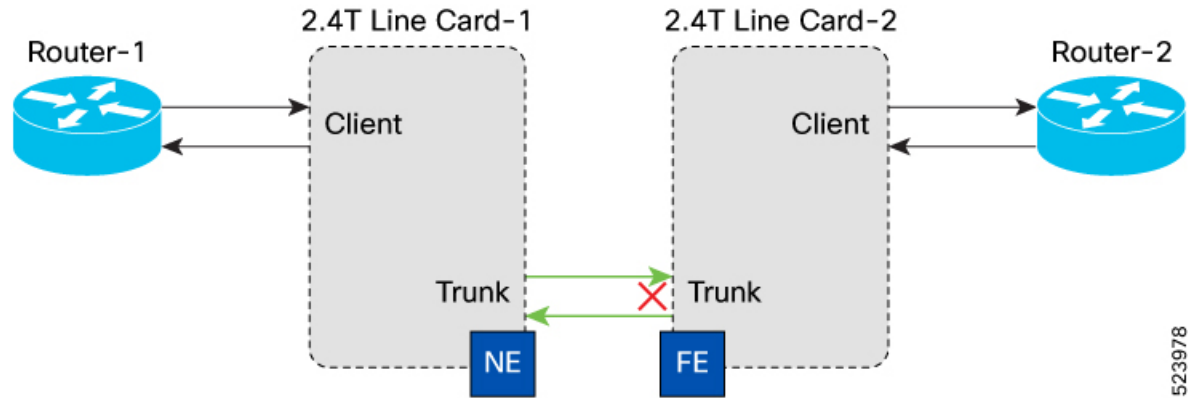 2.4T Line Card-1
2.4T Line Card-2
Router-1
Router-2
Client
Client
Trunk
Trunk
NE
FE
523978